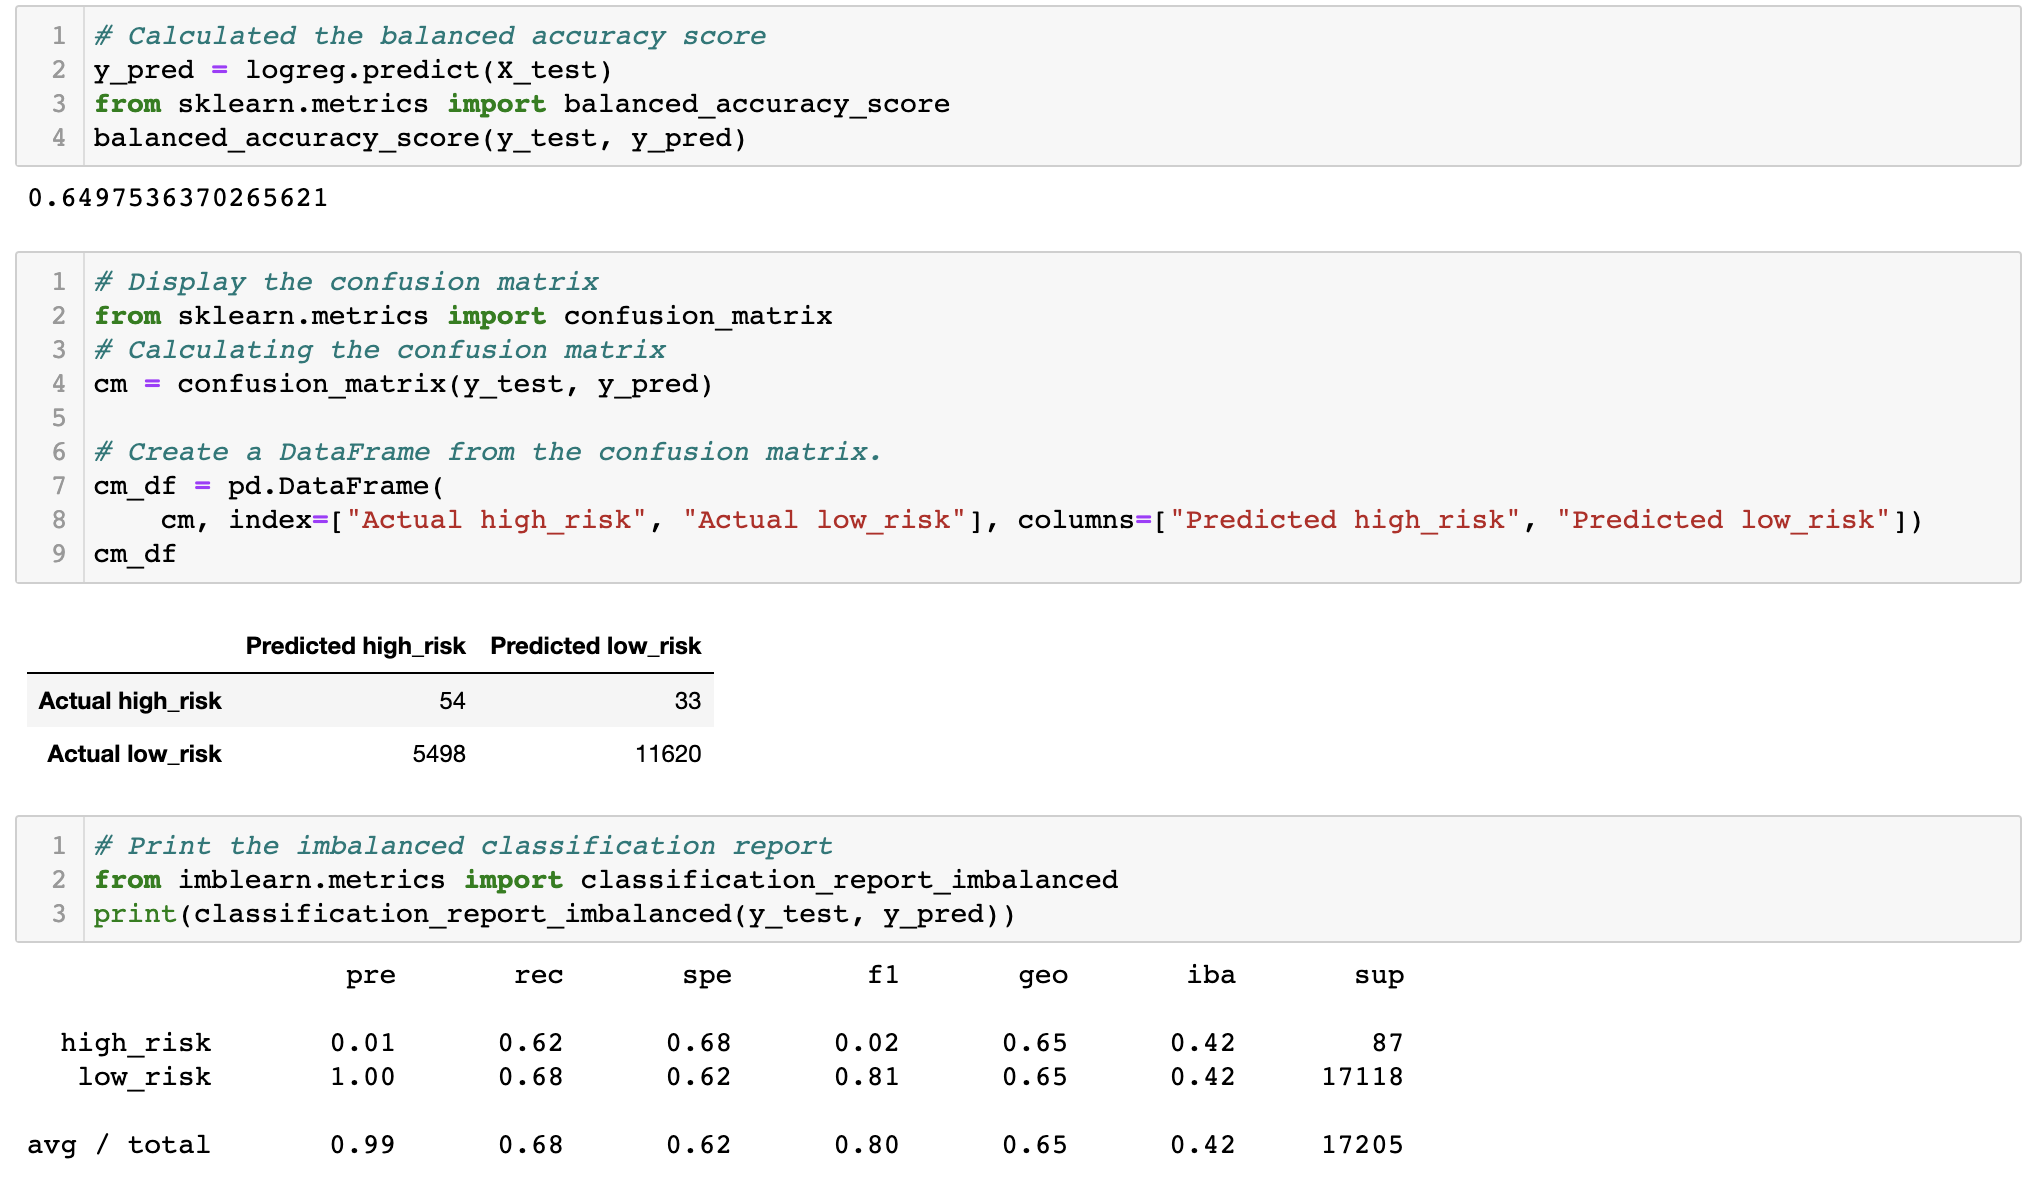 1 # Calculated the balanced accuracy score
2 y_pred = logreg.predict(X_test)
3 from sklearn.metrics import balanced_accuracy_score
4 balanced_accuracy_score(y_test, y_pred)
0.6497536370265621
1 # Display the confusion matrix
2 from sklearn.metrics import confusion_matrix
3 # Calculating the confusion matrix
4 cm = confusion_matrix(y_test, y_pred)
5
6 # Create a DataFrame from the confusion matrix.
7 cm_df = pd.DataFrame(
8     cm, index=["Actual high_risk", "Actual low_risk"], columns=["Predicted high_risk", "Predicted low_risk"])
9 cm_df
Predicted high_risk Predicted low_risk
Actual high_risk 54 33
Actual low_risk 5498 11620
1 # Print the imbalanced classification report
2 from imblearn.metrics import classification_report_imbalanced
3 print(classification_report_imbalanced(y_test, y_pred))
pre rec spe f1 geo iba sup
high_risk 0.01 0.62 0.68 0.02 0.65 0.42 87
low_risk 1.00 0.68 0.62 0.81 0.65 0.42 17118
avg / total 0.99 0.68 0.62 0.80 0.65 0.42 17205